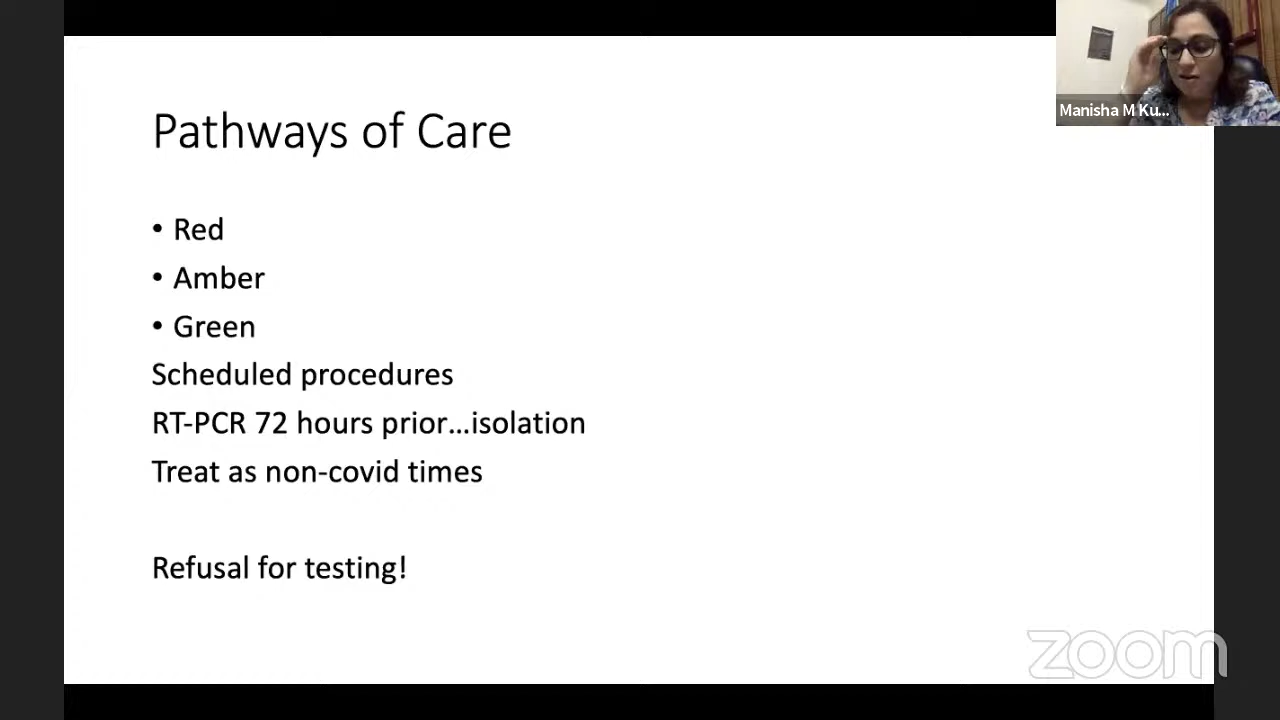 Pathways of Care
Manisha M Ku...
• Red
• Amber
• Green
Scheduled procedures
RT-PCR 72 hours prior...isolation
Treat as non-covid times
Refusal for testing!
zoom